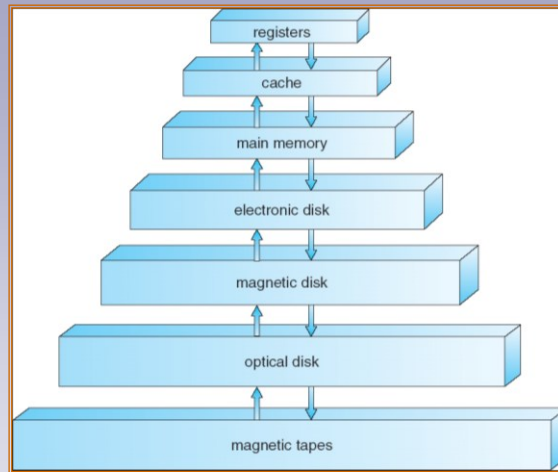 registers
cache
main memory
electronic disk
magnetic disk
optical disk
magnetic tapes